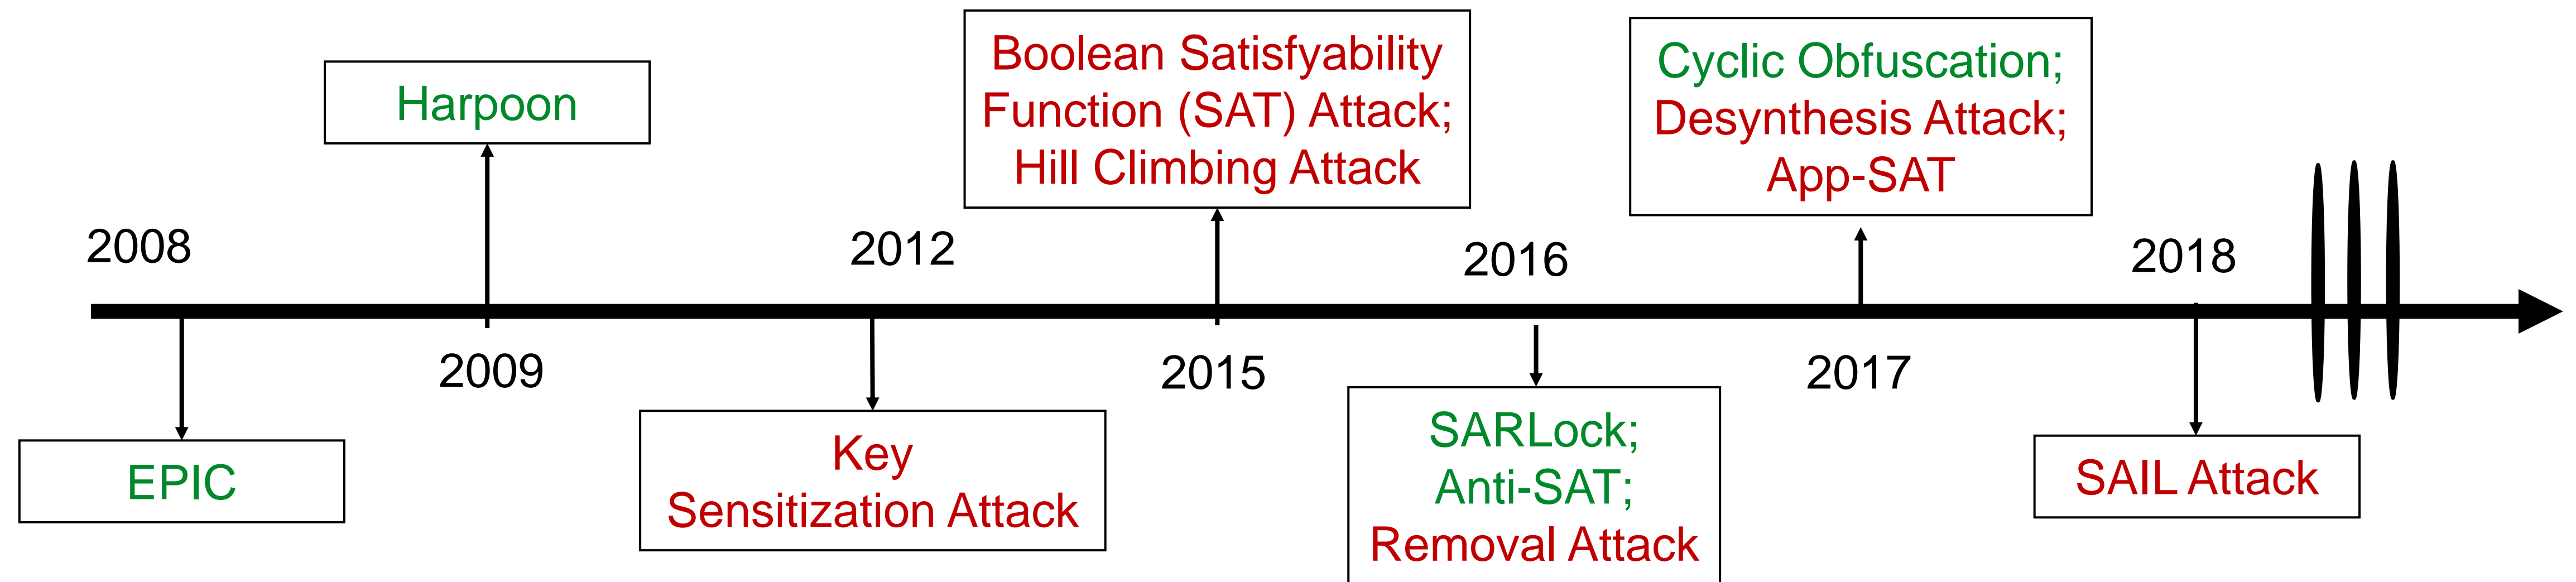 2008
EPIC
Harpoon
2009
2012
Key
Sensitization Attack
Boolean Satisfyability
Function (SAT) Attack;
Hill Climbing Attack
2015
2016
SARLock;
Anti-SAT;
Removal Attack
Cyclic Obfuscation;
Desynthesis Attack;
App-SAT
2017
2018
SAIL Attack